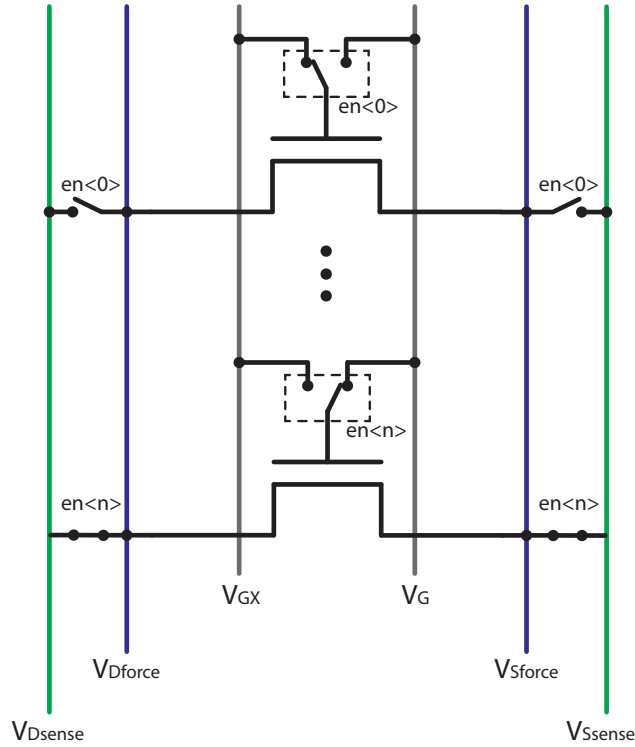 en<0>
en<0>
en<0>
en<n>
en<n>
en<n>
VGX
VG
VDforce
VSforce
VDsense
VSsense